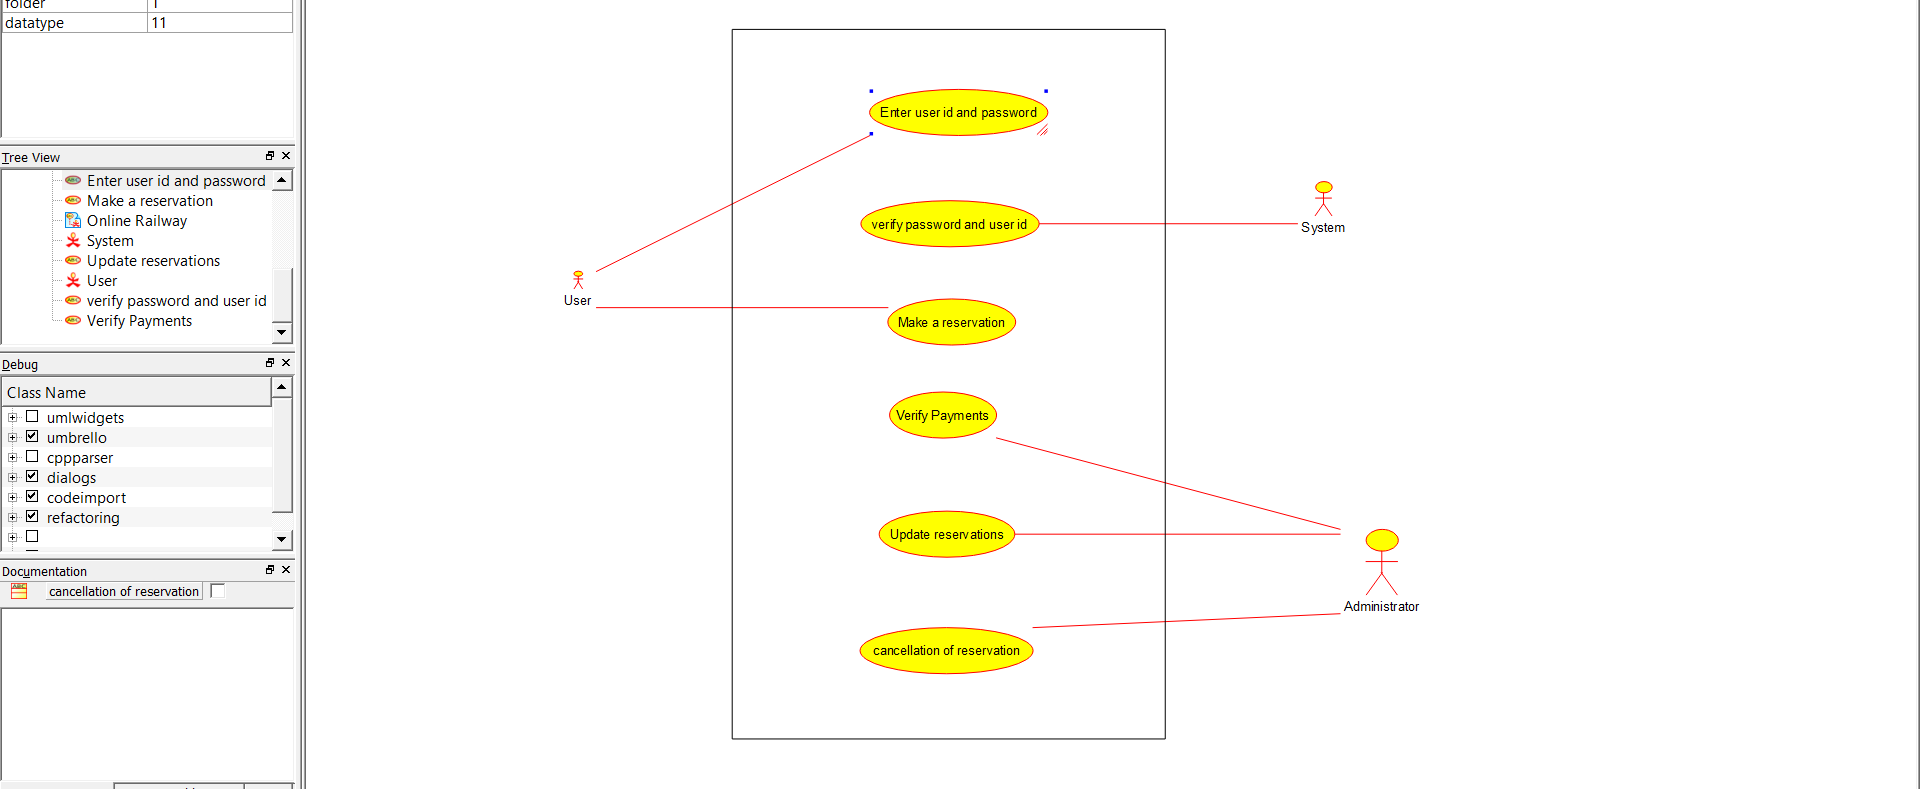 folder 1
datatype 11
Tree View
Enter user id and password
Make a reservation
Online Railway
System
Update reservations
User
verify password and user id
Verify Payments
Debug
Class Name
umlwidgets
umbrello
cppparser
dialogs
codeimport
refactoring
Documentation
cancellation of reservation
Enter user id and password
verify password and user id
System
User
Make a reservation
Verify Payments
Update reservations
Administrator
cancellation of reservation